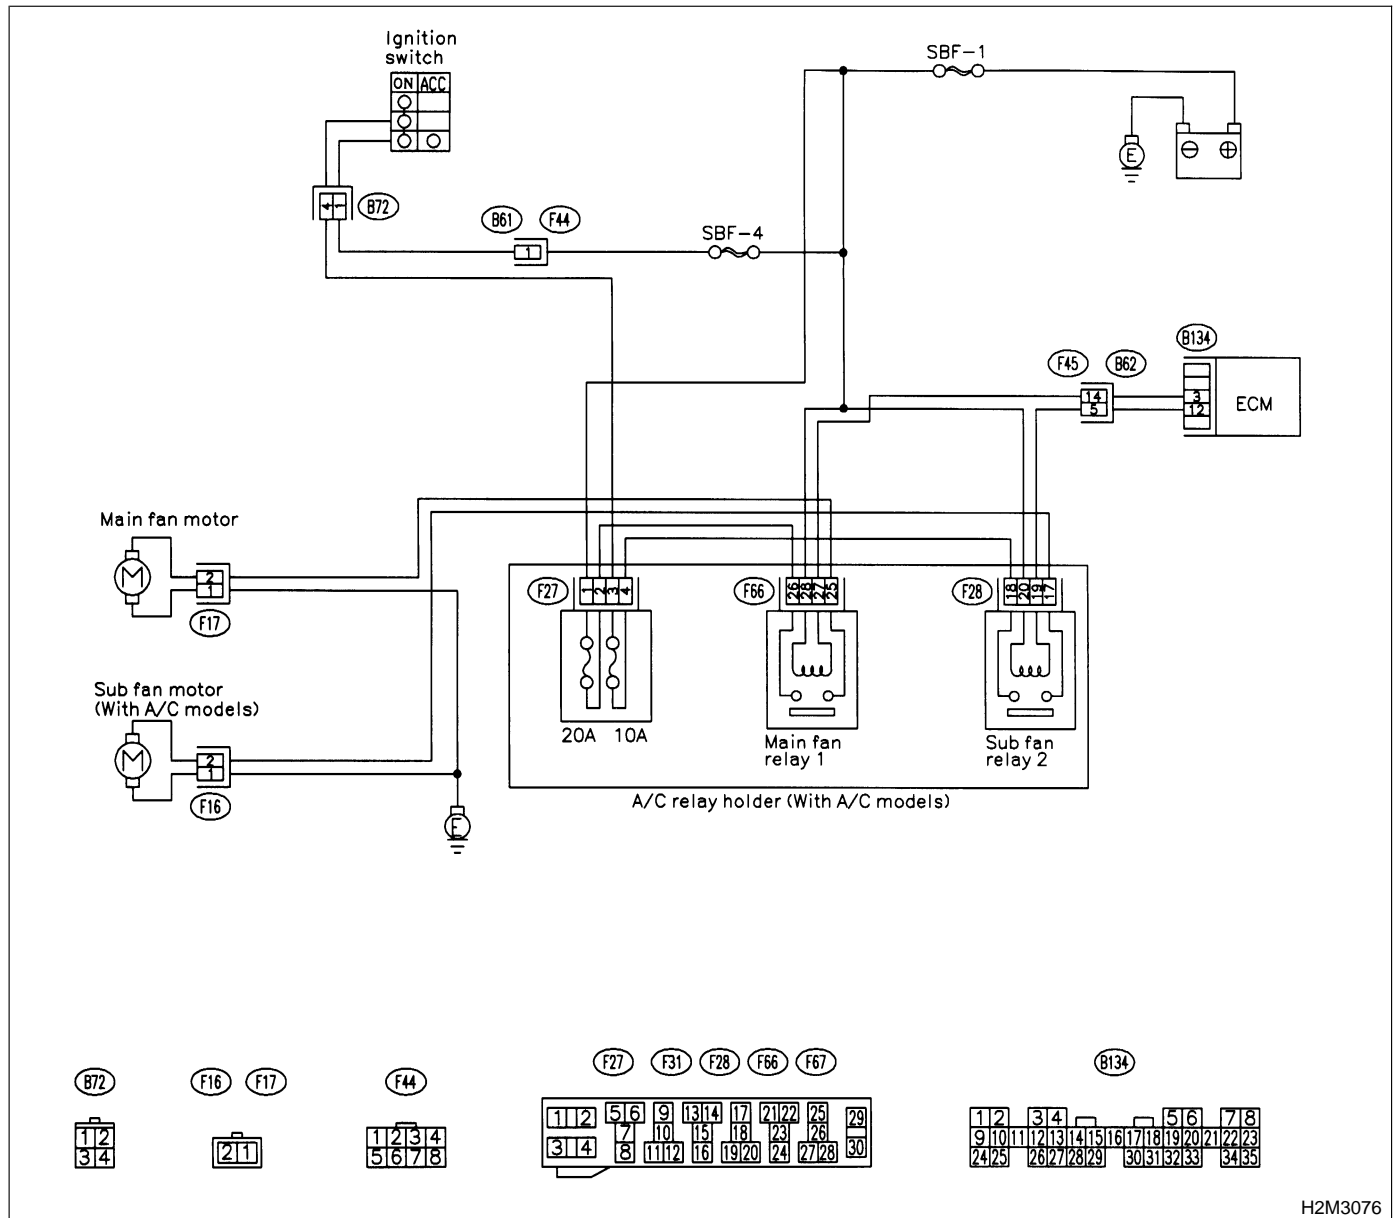 Ignition
switch
ON ACC
SBF-1
E
4 1
B72
B61 F44
1
SBF-4
B134
F45 B62
14
5
3
12
ECM
Main fan motor
M
2
1
F17
Sub fan motor
(With A/C models)
M
2
1
F16
E
F27
1 2 3 4
20A 10A
F66
26 28 27 25
Main fan
relay 1
F28
18 20 19 17
Sub fan
relay 2
A/C relay holder (With A/C models)
B72
1 2
3 4
F16 F17
2 1
F44
1 2 3 4
5 6 7 8
F27 F31 F28 F66 F67
1 2 5 6 9 13 14 17 21 22 25 29
7 10 15 18 23 26
3 4 8 11 12 16 19 20 24 27 28 30
B134
1 2 3 4 5 6 7 8
9 10 11 12 13 14 15 16 17 18 19 20 21 22 23
24 25 26 27 28 29 30 31 32 33 34 35
H2M3076